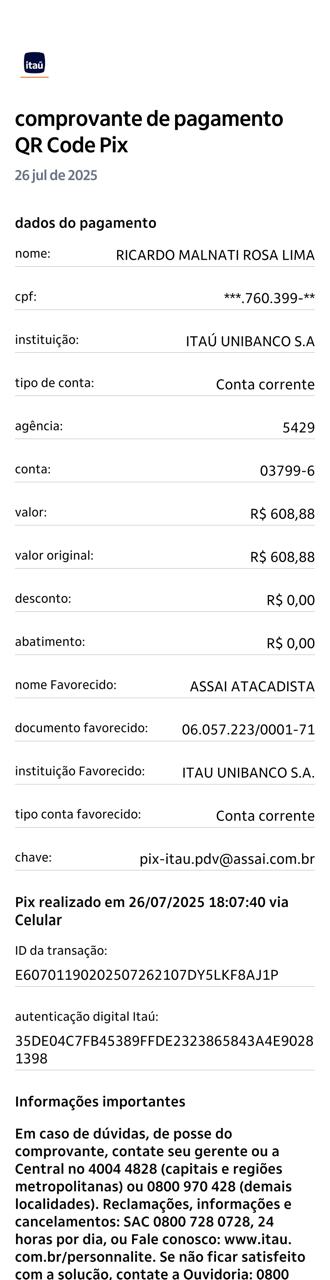 itaú
comprovante de pagamento
QR Code Pix
26 jul de 2025
dados do pagamento
nome: RICARDO MALNATI ROSA LIMA
cpf: ***.760.399-**
instituição: ITAÚ UNIBANCO S.A
tipo de conta: Conta corrente
agência: 5429
conta: 03799-6
valor: R$ 608,88
valor original: R$ 608,88
desconto: R$ 0,00
abatimento: R$ 0,00
nome Favorecido: ASSAI ATACADISTA
documento favorecido: 06.057.223/0001-71
instituição Favorecido: ITAU UNIBANCO S.A.
tipo conta favorecido: Conta corrente
chave: pix-itau.pdv@assai.com.br
Pix realizado em 26/07/2025 18:07:40 via
Celular
ID da transação:
E60701190202507262107DY5LKF8AJ1P
autenticação digital Itaú:
35DE04C7FB45389FFDE2323865843A4E9028
1398
Informações importantes
Em caso de dúvidas, de posse do
comprovante, contate seu gerente ou a
Central no 4004 4828 (capitais e regiões
metropolitanas) ou 0800 970 428 (demais
localidades). Reclamações, informações e
cancelamentos: SAC 0800 728 0728, 24
horas por dia, ou Fale conosco: www.itau.
com.br/personnalite. Se não ficar satisfeito
com a solução, contate a Ouvidoria: 0800